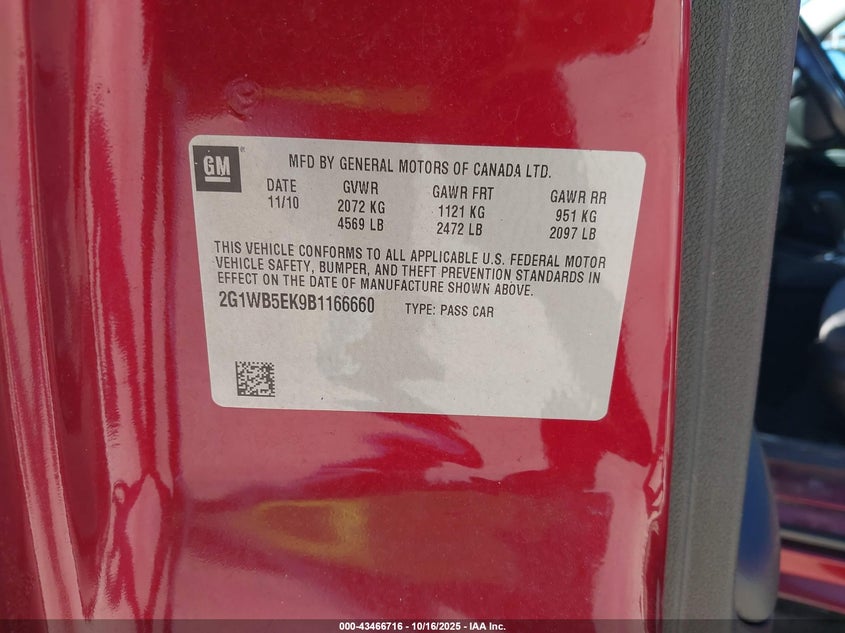 GM
MFD BY GENERAL MOTORS OF CANADA LTD.
DATE GVWR GAWR FRT GAWR RR
11/10 2072 KG 1121 KG 951 KG
4569 LB 2472 LB 2097 LB
THIS VEHICLE CONFORMS TO ALL APPLICABLE U.S. FEDERAL MOTOR
VEHICLE SAFETY, BUMPER, AND THEFT PREVENTION STANDARDS IN
EFFECT ON THE DATE OF MANUFACTURE SHOWN ABOVE.
2G1WB5EK9B1166660 TYPE: PASS CAR
000-43466716 - 10/16/2025 - IAA Inc.